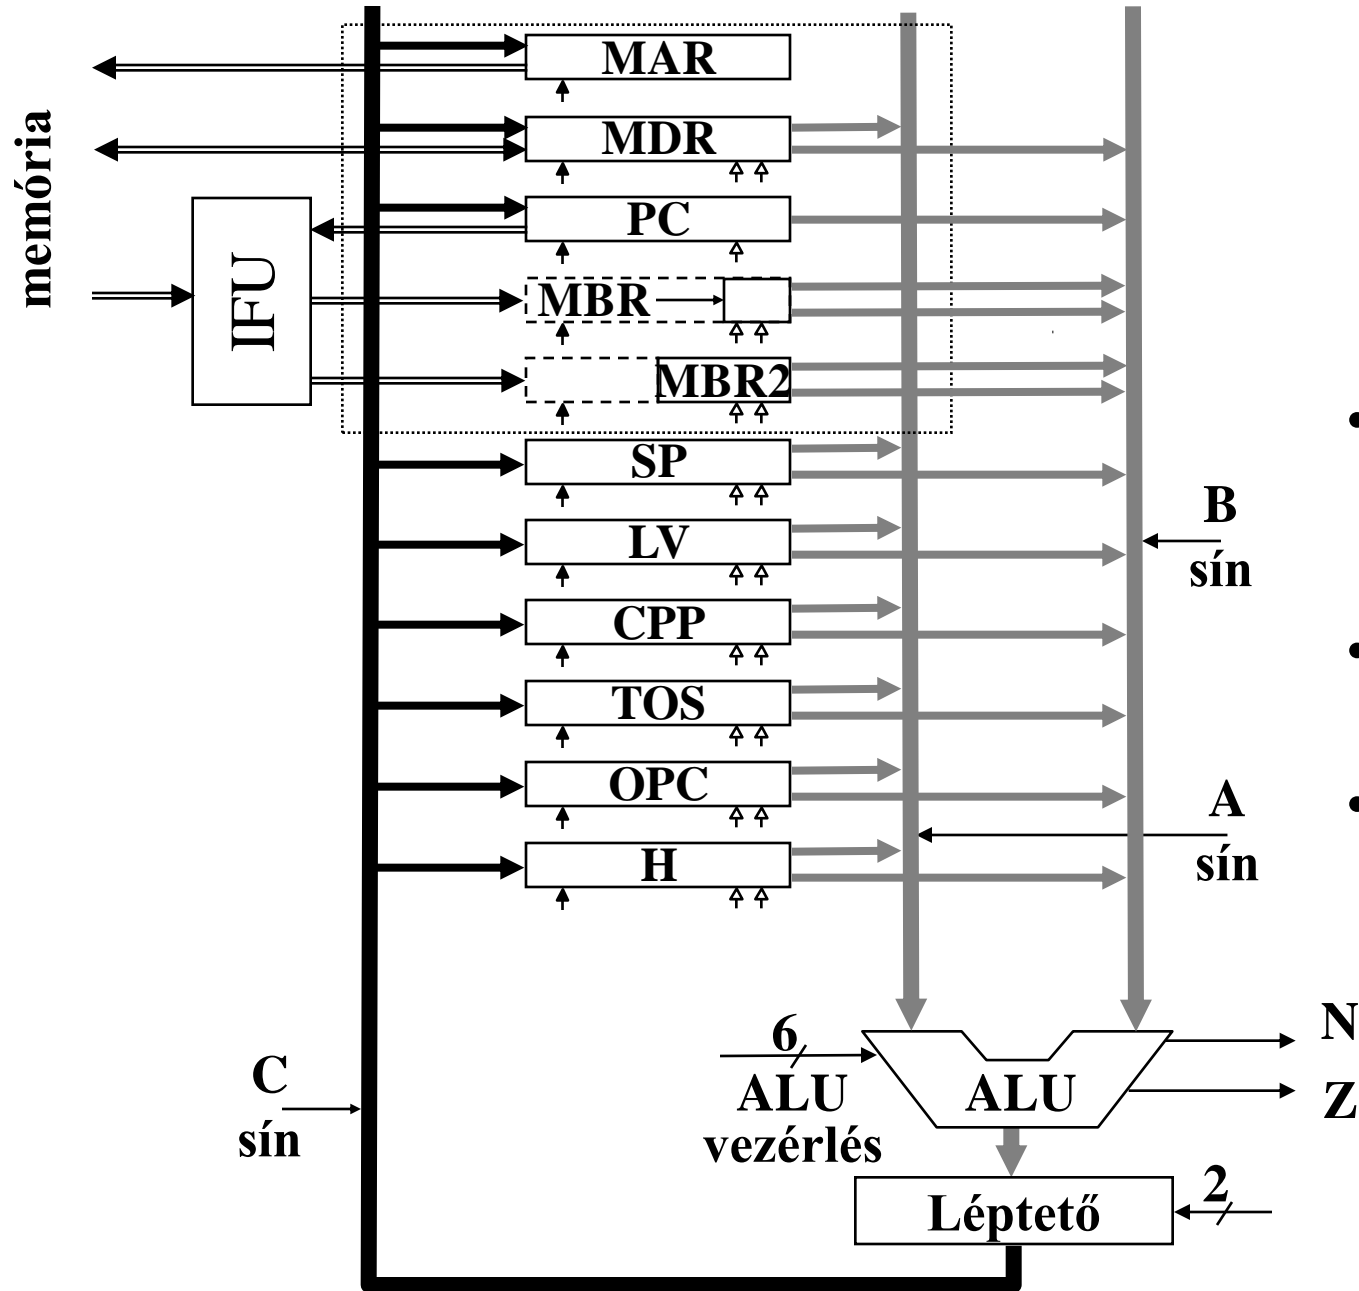 MAR
memória
MDR
PC
IFU
MBR
MBR2
SP
B
sín
LV
CPP
TOS
OPC
A
sín
H
N
6
C
sín
ALU
vezérlés
ALU
Z
2
Léptető